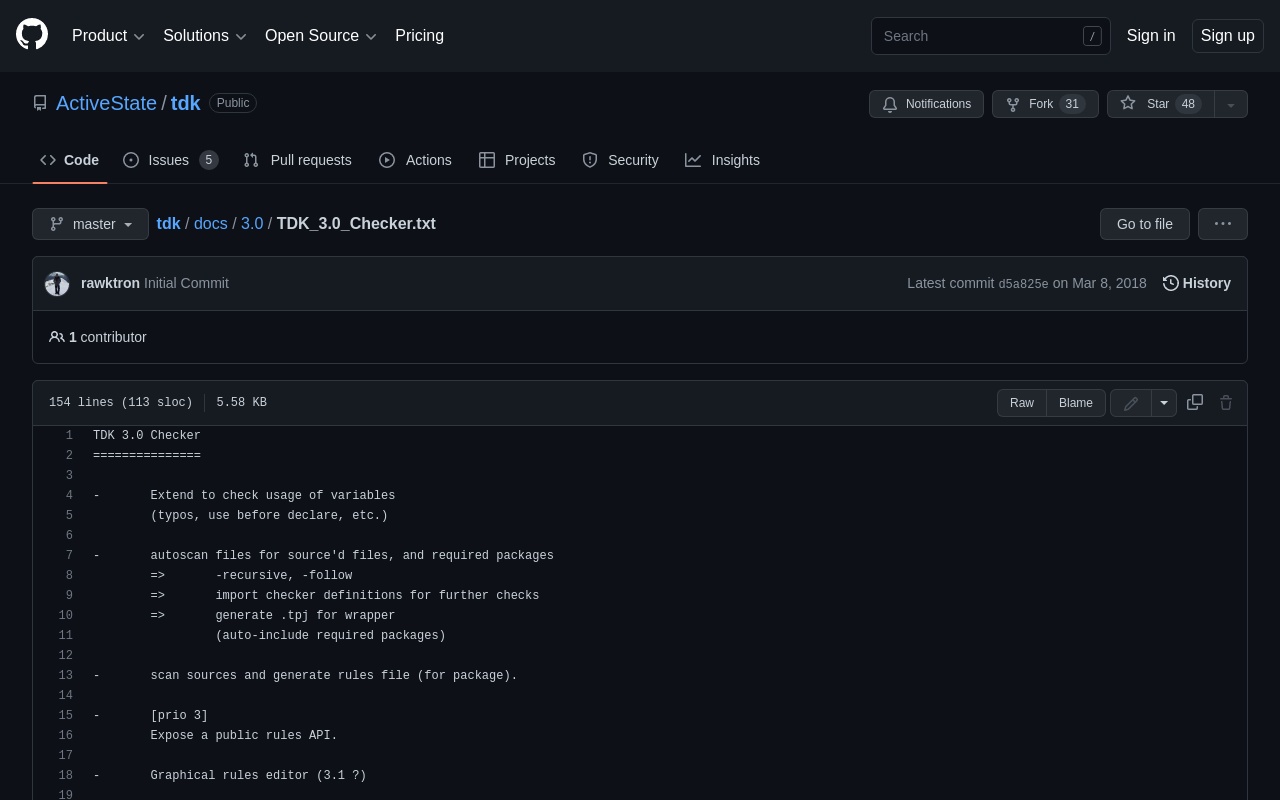 Product Solutions Open Source Pricing Search / Sign in Sign up
ActiveState / tdk Public Notifications Fork 31 Star 48
Code Issues 5 Pull requests Actions Projects Security Insights
master tdk / docs / 3.0 / TDK_3.0_Checker.txt Go to file
rawktron Initial Commit Latest commit d5a825e on Mar 8, 2018 History
1 contributor
154 lines (113 sloc) 5.58 KB Raw Blame
1 TDK 3.0 Checker
2 ===============
3
4 - Extend to check usage of variables
5 (typos, use before declare, etc.)
6
7 - autoscan files for source'd files, and required packages
8 => -recursive, -follow
9 => import checker definitions for further checks
10 => generate .tpj for wrapper
11 (auto-include required packages)
12
13 - scan sources and generate rules file (for package).
14
15 - [prio 3]
16 Expose a public rules API.
17
18 - Graphical rules editor (3.1 ?)
19